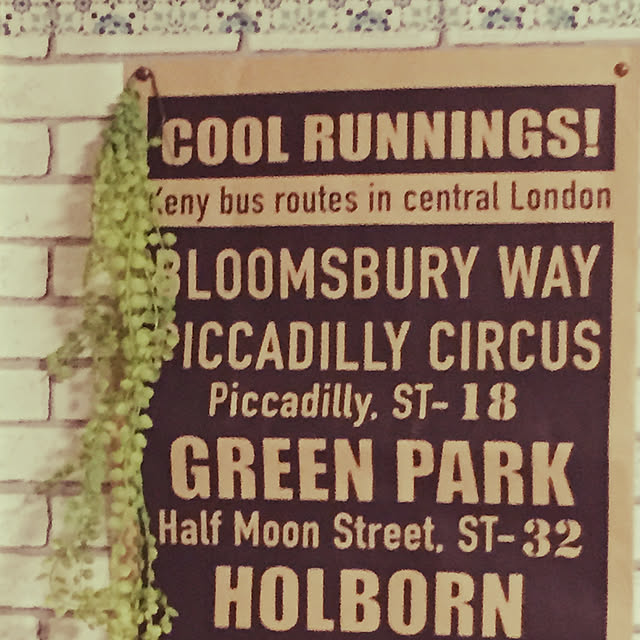 COOL RUNNINGS!
Keny bus routes in central London
BLOOMSBURY WAY
PICCADILLY CIRCUS
Piccadilly, ST-18
GREEN PARK
Half Moon Street, ST-32
HOLBORN